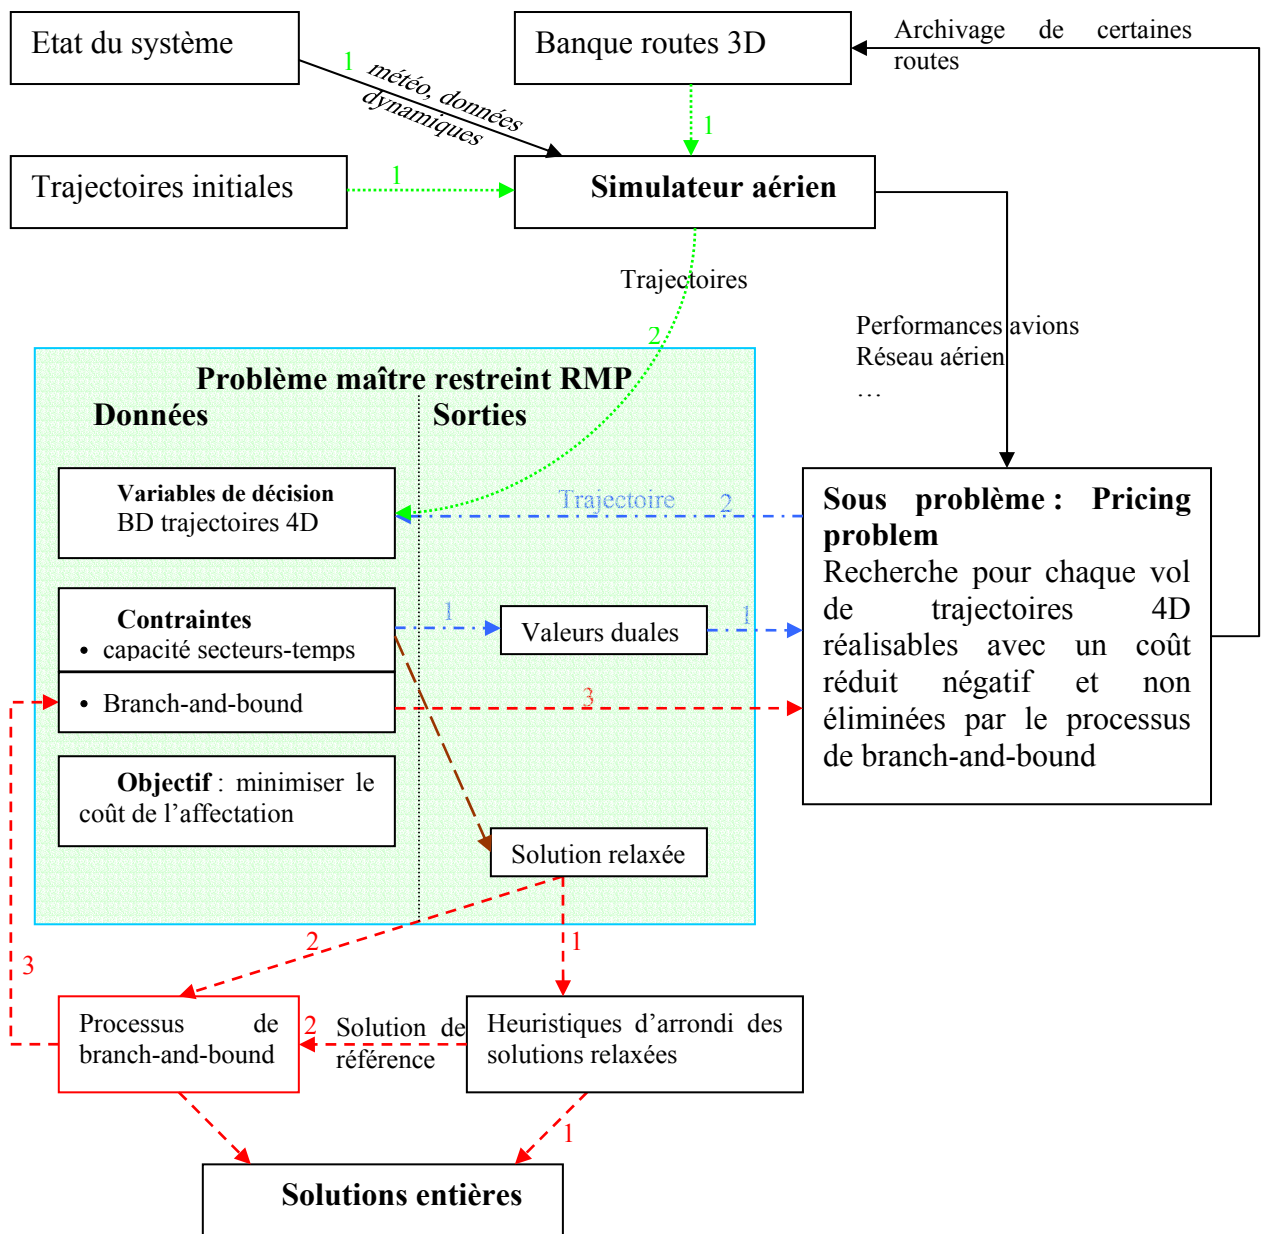 Etat du système
Banque routes 3D
Archivage de certaines
routes
1
météo, données
dynamiques
1
Trajectoires initiales
1
Simulateur aérien
Trajectoires
2
Performances avions
Réseau aérien
…
Problème maître restreint RMP
Données
Sorties
Variables de décision
BD trajectoires 4D
Trajectoire
2
Sous problème : Pricing
problem
Recherche pour chaque vol
de trajectoires 4D
réalisables avec un coût
réduit négatif et non
éliminées par le processus
de branch-and-bound
Contraintes
• capacité secteurs-temps
1
Valeurs duales
1
• Branch-and-bound
3
Objectif : minimiser le
coût de l’affectation
Solution relaxée
2
1
3
Processus de
branch-and-bound
2
Solution de
référence
Heuristiques d’arrondi des
solutions relaxées
1
Solutions entières